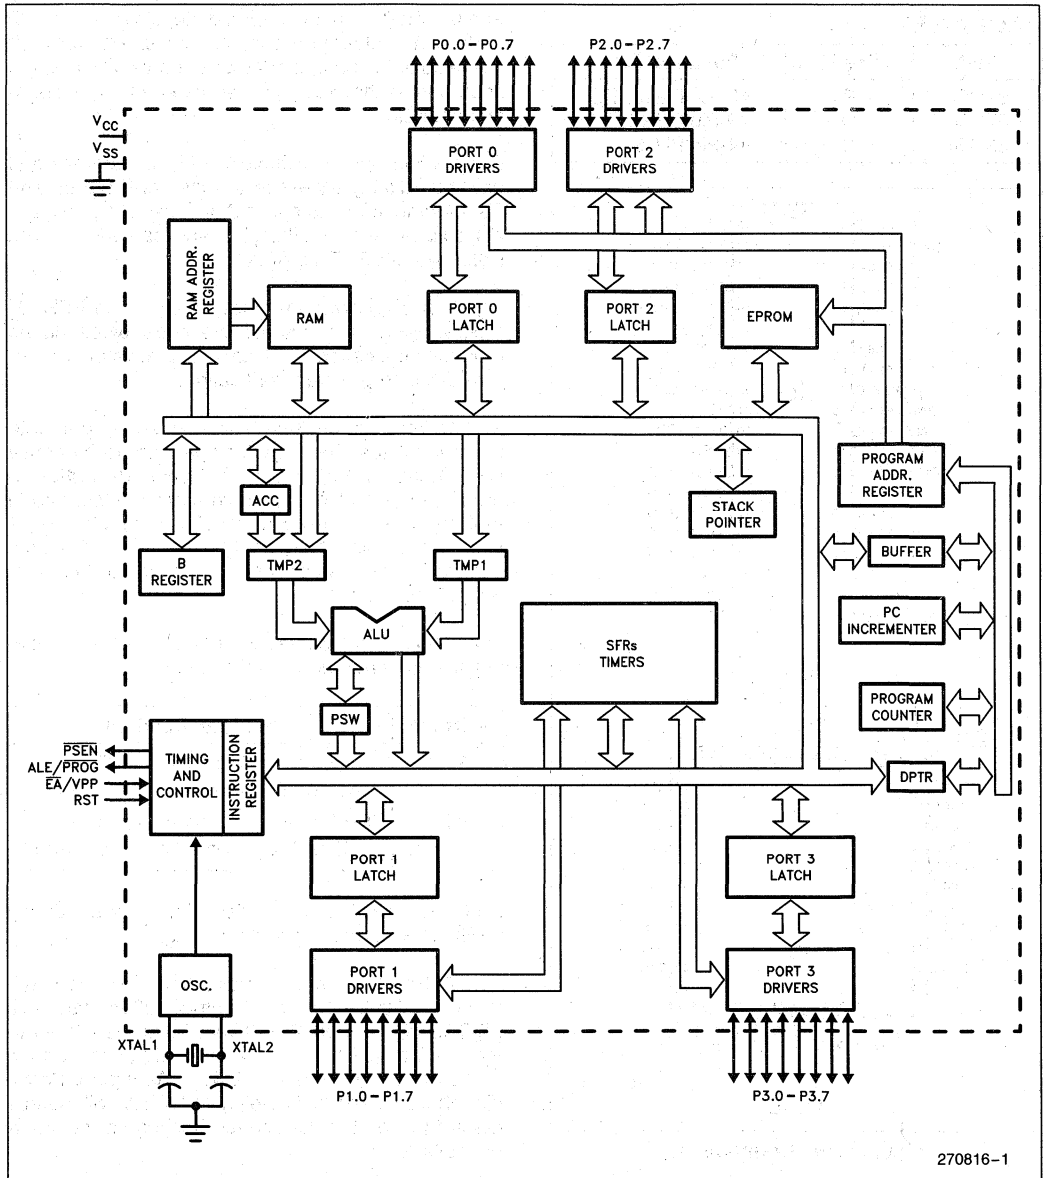 P0.0–P0.7
P2.0–P2.7
VCC
VSS
PORT 0
DRIVERS
PORT 2
DRIVERS
RAM ADDR.
REGISTER
RAM
PORT 0
LATCH
PORT 2
LATCH
EPROM
PROGRAM
ADDR.
REGISTER
ACC
STACK
POINTER
B
REGISTER
TMP2
TMP1
BUFFER
ALU
SFRs
TIMERS
PC
INCREMENTER
PSW
PROGRAM
COUNTER
PSEN
ALE/PROG
EA/VPP
RST
TIMING
AND
CONTROL
INSTRUCTION
REGISTER
DPTR
PORT 1
LATCH
PORT 3
LATCH
OSC.
PORT 1
DRIVERS
PORT 3
DRIVERS
XTAL1
XTAL2
P1.0–P1.7
P3.0–P3.7
270816–1